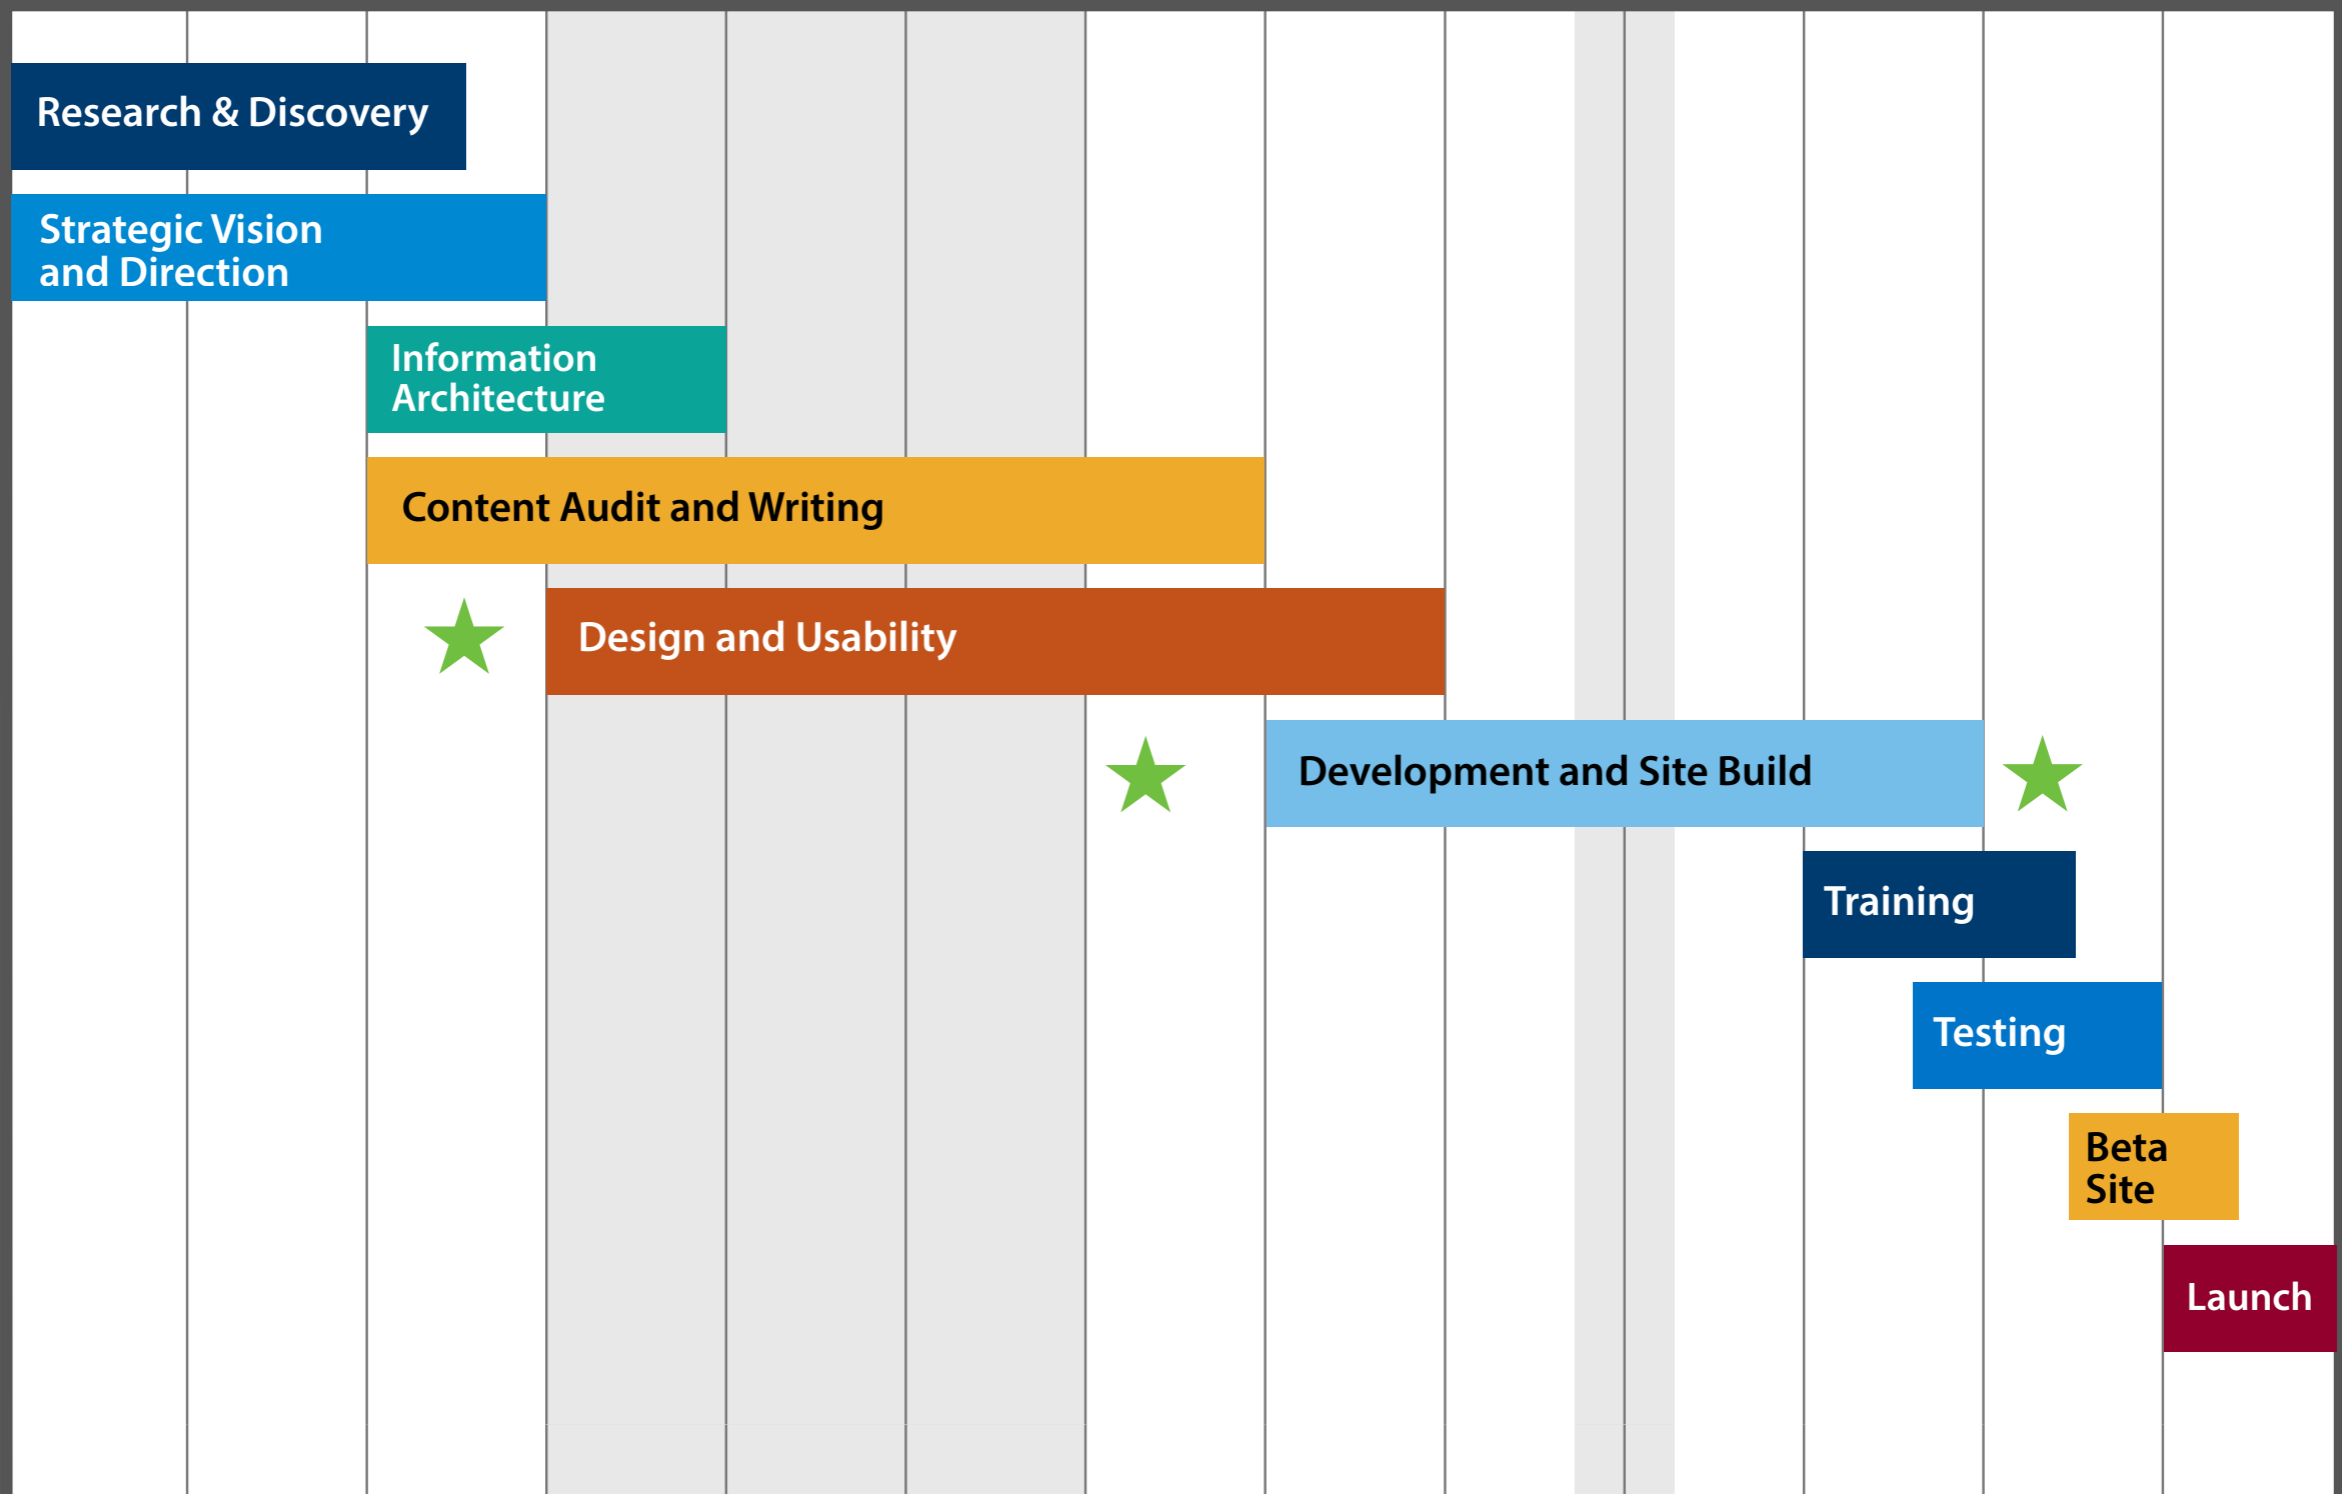 Research & Discovery
Strategic Vision
and Direction
Information
Architecture
Content Audit and Writing
Design and Usability
Development and Site Build
Training
Testing
Beta
Site
Launch